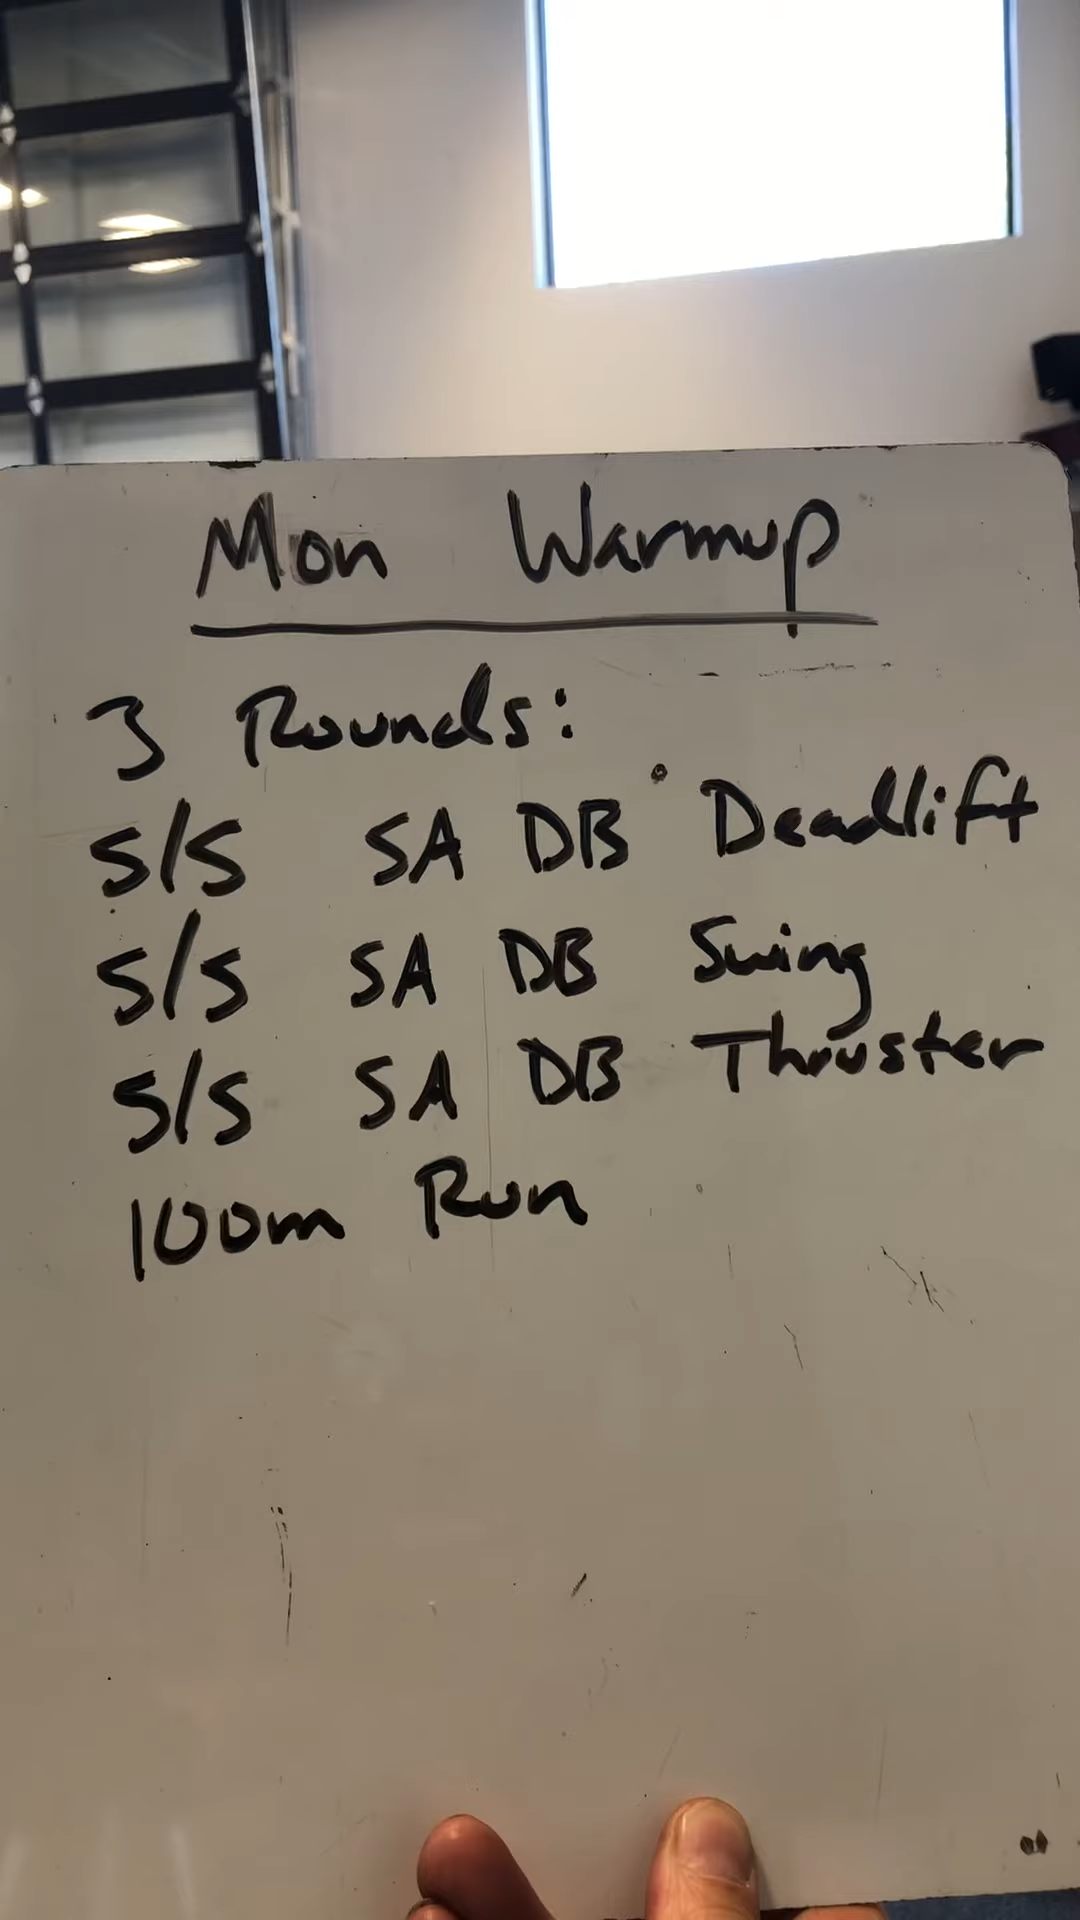 Mon Warmup
3 Rounds:
5/5 SA DB Deadlift
5/5 SA DB Swing
5/5 SA DB Thruster
100m Run